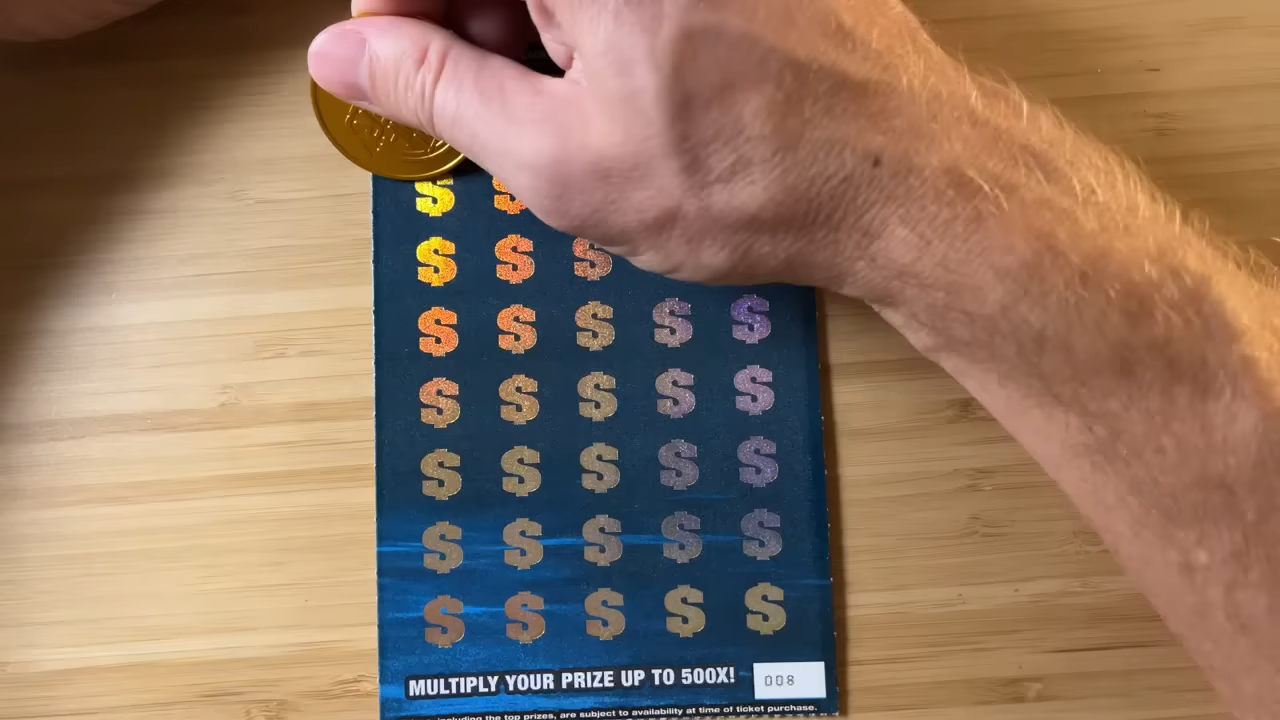 $ $
$ $ $
$ $ $ $ $
$ $ $ $ $
$ $ $ $ $
$ $ $ $ $
$ $ $ $ $
MULTIPLY YOUR PRIZE UP TO 500X! 008
including the top prizes, are subject to availability at time of ticket purchase.